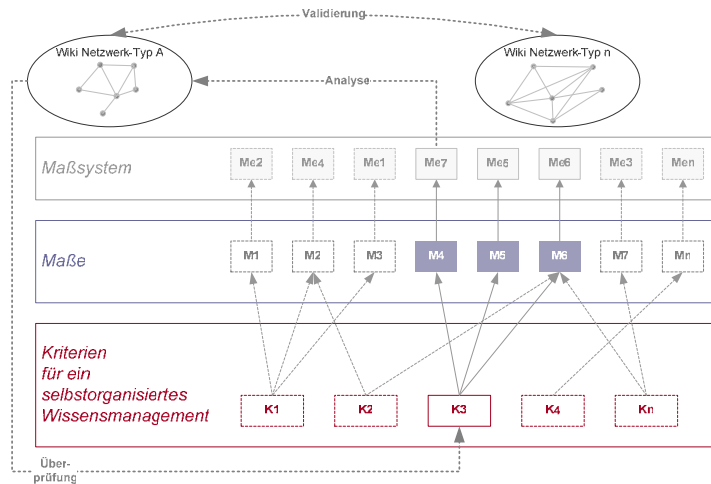 Validierung
Wiki Netzwerk-Typ A
Wiki Netzwerk-Typ n
Analyse
Maßsystem
Me2 Me4 Me1 Me7 Me5 Me6 Me3 Men
Maße
M1 M2 M3 M4 M5 M6 M7 Mn
Kriterien
für ein
selbstorganisiertes
Wissensmanagement
K1 K2 K3 K4 Kn
Über-
prüfung